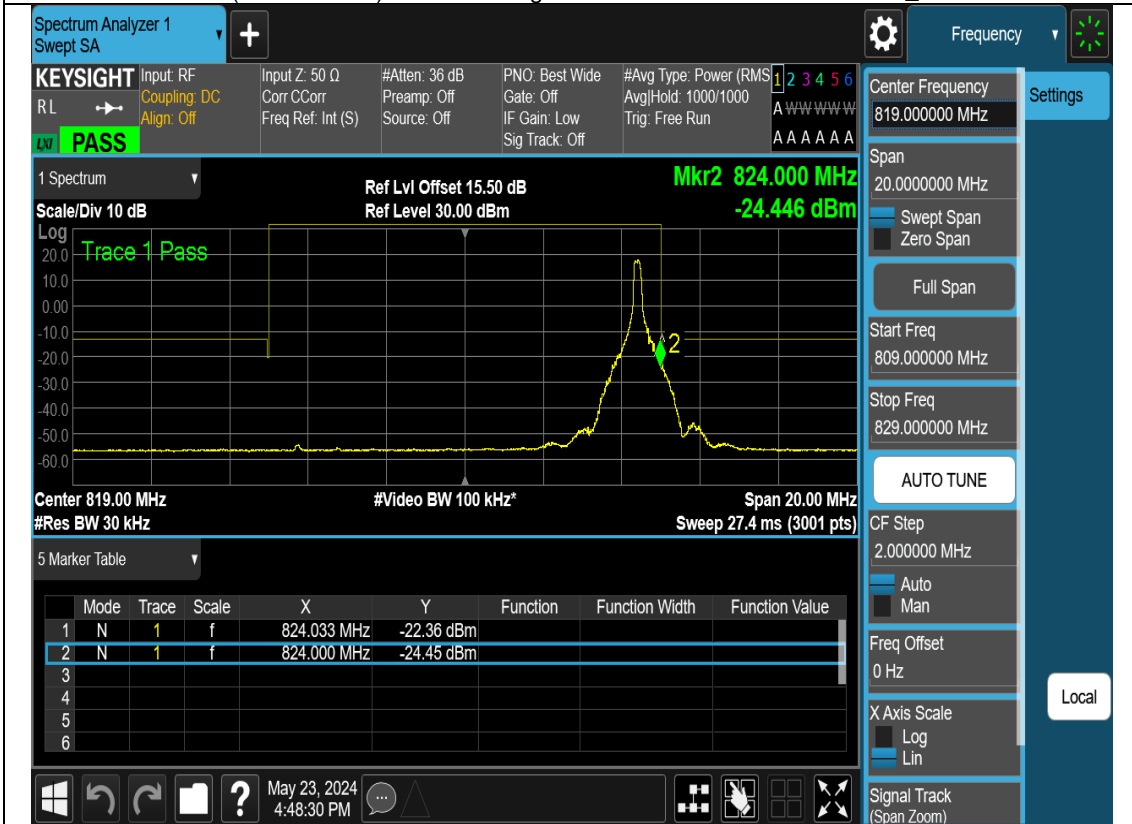 Spectrum Analyzer 1
Swept SA
+
Frequency
KEYSIGHT
RL
LXI PASS
Input: RF
Coupling: DC
Align: Off
Input Z: 50 Ω
Corr CCorr
Freq Ref: Int (S)
#Atten: 36 dB
Preamp: Off
Source: Off
PNO: Best Wide
Gate: Off
IF Gain: Low
Sig Track: Off
#Avg Type: Power (RMS
Avg|Hold: 1000/1000
Trig: Free Run
1 2 3 4 5 6
A W W W W W
A A A A A A
1 Spectrum
Scale/Div 10 dB
Ref Lvl Offset 15.50 dB
Ref Level 30.00 dBm
Mkr2 824.000 MHz
-24.446 dBm
Log
Trace 1 Pass
20.0
10.0
0.00
-10.0
-20.0
-30.0
-40.0
-50.0
-60.0
2
Center 819.00 MHz
#Video BW 100 kHz*
Span 20.00 MHz
#Res BW 30 kHz
Sweep 27.4 ms (3001 pts)
5 Marker Table
Mode Trace Scale X Y Function Function Width Function Value
1 N 1 f 824.033 MHz -22.36 dBm
2 N 1 f 824.000 MHz -24.45 dBm
3
4
5
6
?
May 23, 2024
4:48:30 PM
Center Frequency
819.000000 MHz
Settings
Span
20.0000000 MHz
Swept Span
Zero Span
Full Span
Start Freq
809.000000 MHz
Stop Freq
829.000000 MHz
AUTO TUNE
CF Step
2.000000 MHz
Auto
Man
Freq Offset
0 Hz
Local
X Axis Scale
Log
Lin
Signal Track
(Span Zoom)